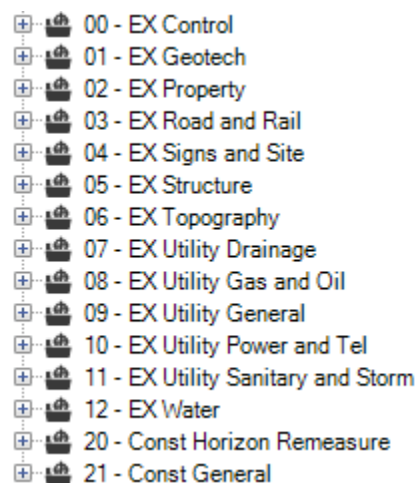 00 - EX Control
01 - EX Geotech
02 - EX Property
03 - EX Road and Rail
04 - EX Signs and Site
05 - EX Structure
06 - EX Topography
07 - EX Utility Drainage
08 - EX Utility Gas and Oil
09 - EX Utility General
10 - EX Utility Power and Tel
11 - EX Utility Sanitary and Storm
12 - EX Water
20 - Const Horizon Remeasure
21 - Const General